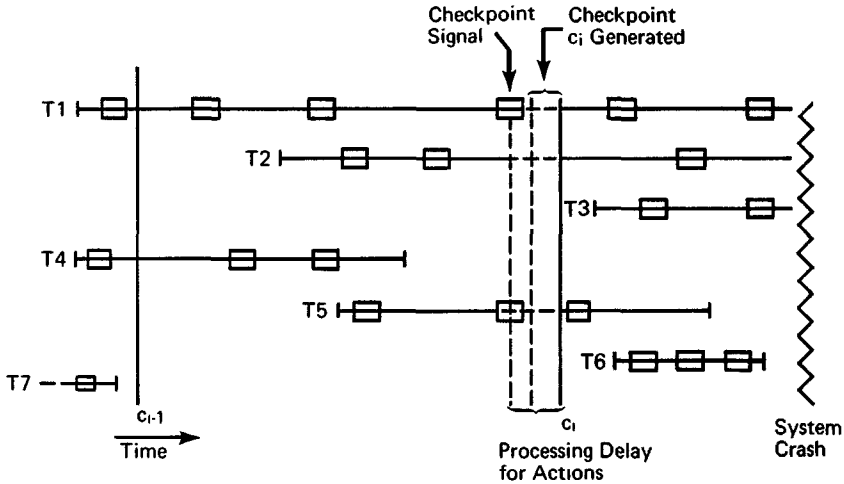 Checkpoint
Signal
Checkpoint
ci Generated
T1
T2
T3
T4
T5
T6
T7
ci-1
ci
Time
Processing Delay
for Actions
System
Crash